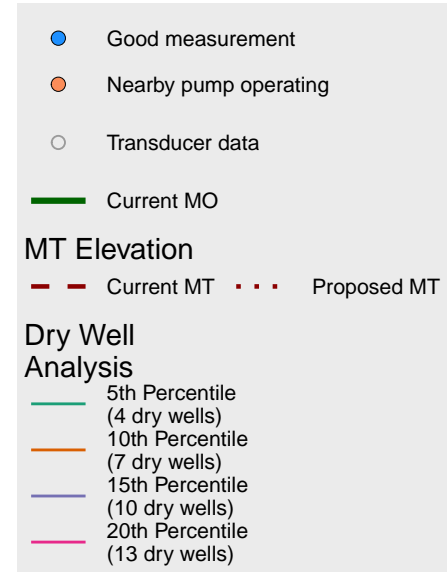 Good measurement
Nearby pump operating
Transducer data
Current MO
MT Elevation
Current MT Proposed MT
Dry Well
Analysis
5th Percentile
(4 dry wells)
10th Percentile
(7 dry wells)
15th Percentile
(10 dry wells)
20th Percentile
(13 dry wells)